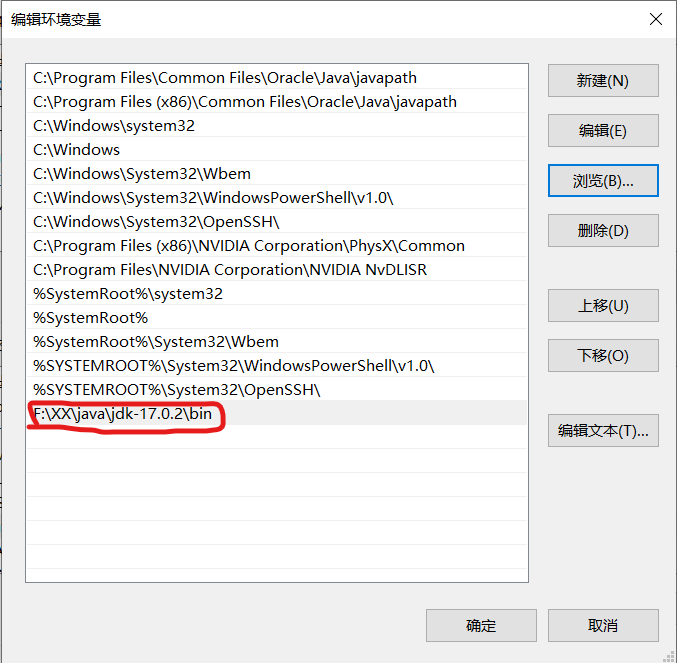 编辑环境变量
C:\Program Files\Common Files\Oracle\Java\javapath
C:\Program Files (x86)\Common Files\Oracle\Java\javapath
C:\Windows\system32
C:\Windows
C:\Windows\System32\Wbem
C:\Windows\System32\WindowsPowerShell\v1.0\
C:\Windows\System32\OpenSSH\
C:\Program Files (x86)\NVIDIA Corporation\PhysX\Common
C:\Program Files\NVIDIA Corporation\NVIDIA NvDLISR
%SystemRoot%\system32
%SystemRoot%
%SystemRoot%\System32\Wbem
%SYSTEMROOT%\System32\WindowsPowerShell\v1.0\
%SYSTEMROOT%\System32\OpenSSH\
F:\XX\java\jdk-17.0.2\bin
新建(N)
编辑(E)
浏览(B)...
删除(D)
上移(U)
下移(O)
编辑文本(T)...
确定
取消